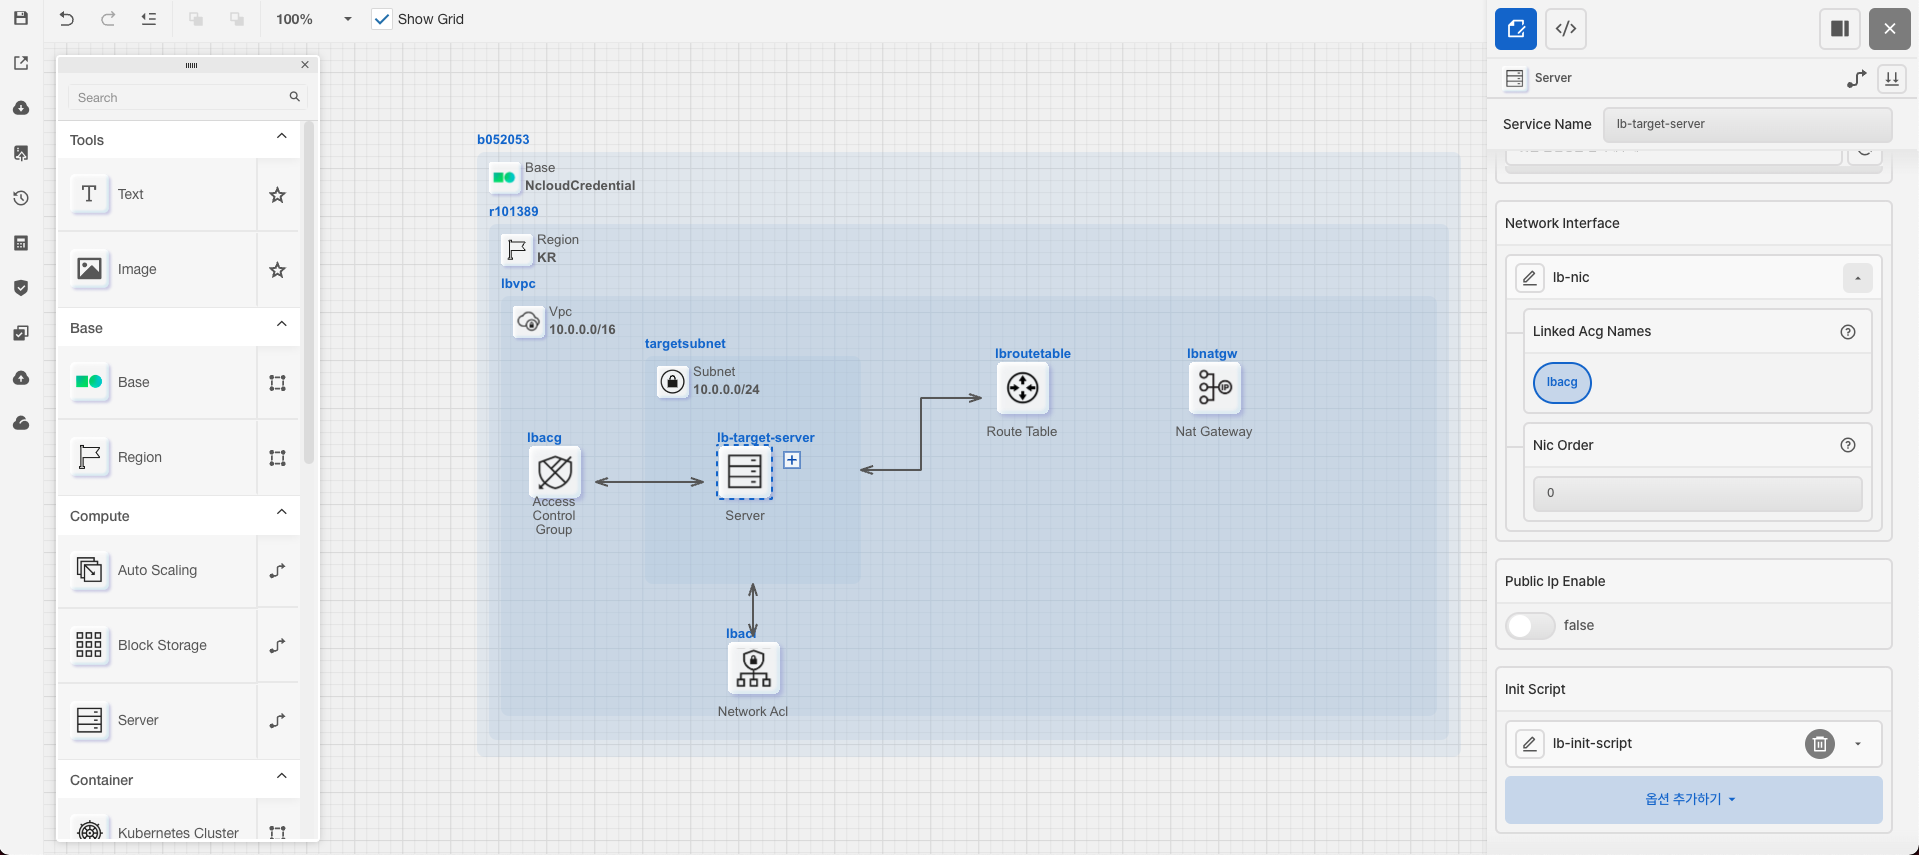 100%
Show Grid
Search
Tools
Text
Image
Base
Base
Region
Compute
Auto Scaling
Block Storage
Server
Container
Kubernetes Cluster
b052053
Base
NcloudCredential
r101389
Region
KR
lbvpc
Vpc
10.0.0.0/16
targetsubnet
Subnet
10.0.0.0/24
lbroutetable
Route Table
lbnatgw
Nat Gateway
lbacg
Access
Control
Group
lb-target-server
Server
lbacl
Network Acl
Server
Service Name
lb-target-server
Network Interface
lb-nic
Linked Acg Names
lbacg
Nic Order
0
Public Ip Enable
false
Init Script
lb-init-script
옵션 추가하기